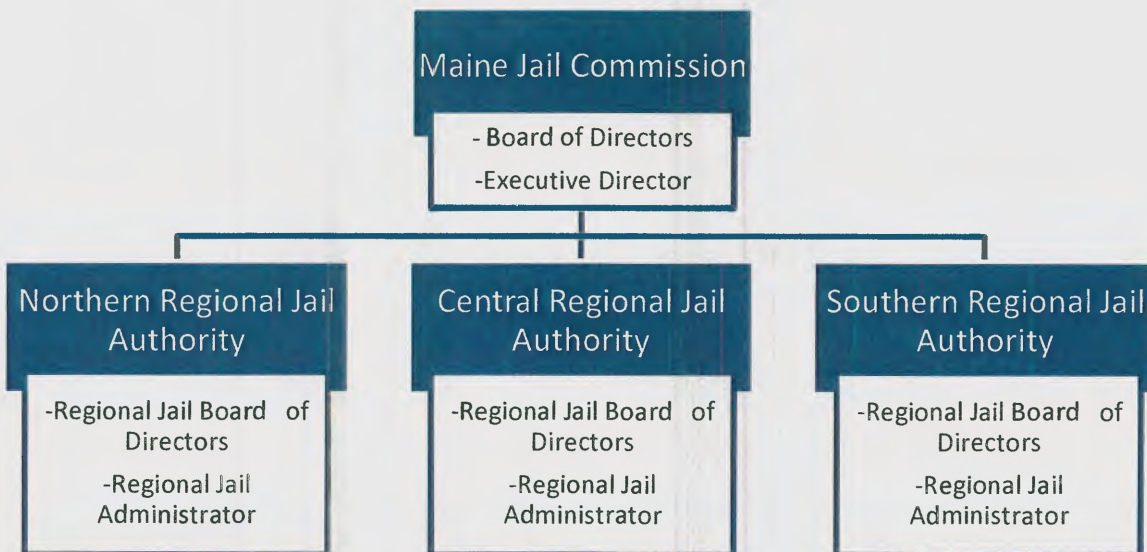 Maine Jail Commission
- Board of Directors
-Executive Director
Northern Regional Jail
Authority
-Regional Jail Board of
Directors
-Regional Jail
Administrator
Central Regional Jail
Authority
-Regional Jail Board of
Directors
-Regional Jail
Administrator
Southern Regional Jail
Authority
-Regional Jail Board of
Directors
-Regional Jail
Administrator